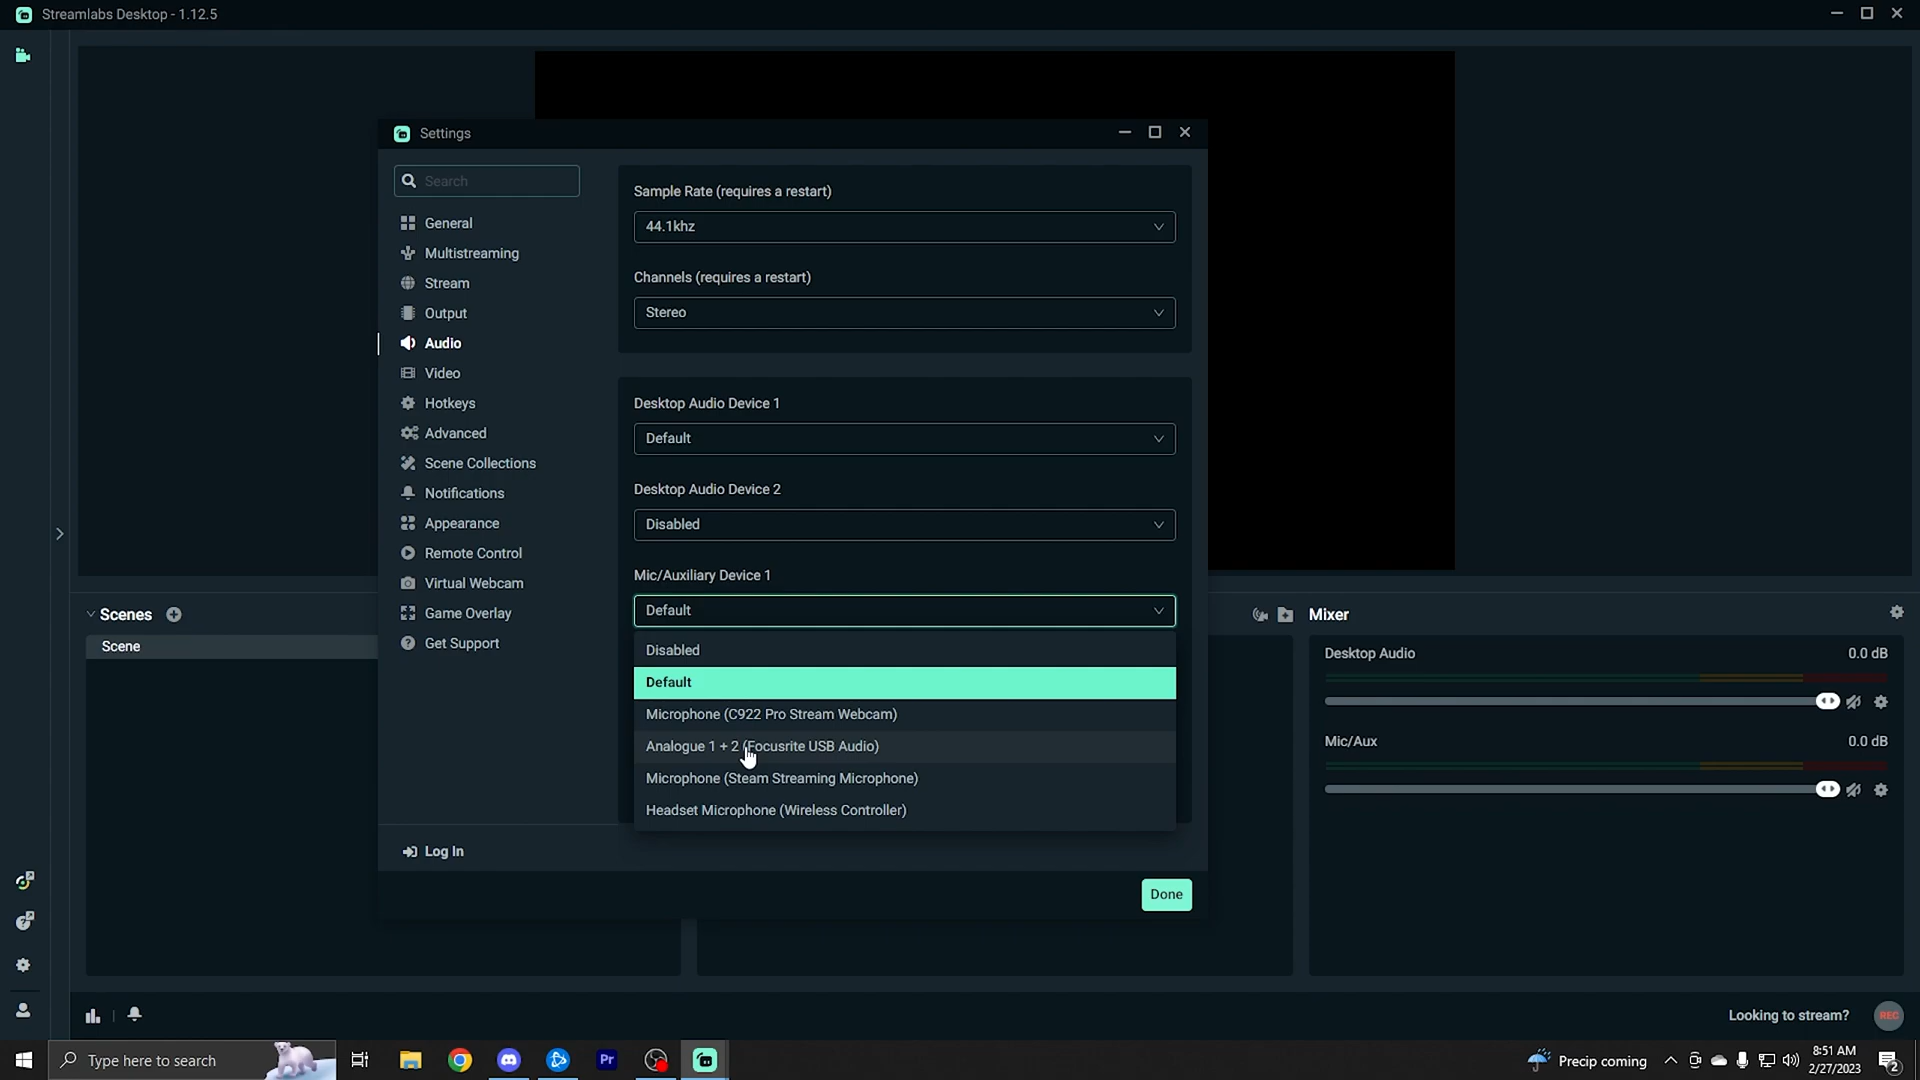 Streamlabs Desktop - 1.12.5
Settings
Search
General
Multistreaming
Stream
Output
Audio
Video
Hotkeys
Advanced
Scene Collections
Notifications
Appearance
Remote Control
Virtual Webcam
Game Overlay
Get Support
Log In
Sample Rate (requires a restart)
44.1khz
Channels (requires a restart)
Stereo
Desktop Audio Device 1
Default
Desktop Audio Device 2
Disabled
Mic/Auxiliary Device 1
Default
Disabled
Default
Microphone (C922 Pro Stream Webcam)
Analogue 1 + 2 (Focusrite USB Audio)
Microphone (Steam Streaming Microphone)
Headset Microphone (Wireless Controller)
Done
Scenes
Scene
Mixer
Desktop Audio 0.0 dB
Mic/Aux 0.0 dB
Looking to stream? REC
Type here to search
Pr
Precip coming
8:51 AM
2/27/2023
2